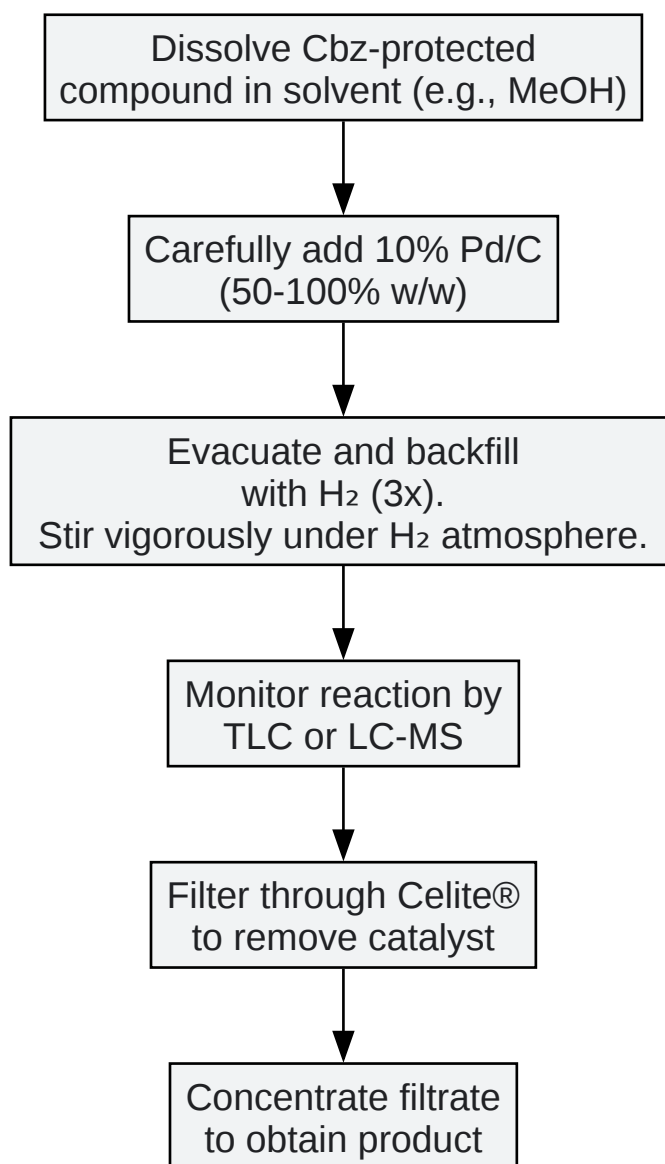 Dissolve Cbz-protected
compound in solvent (e.g., MeOH)
Carefully add 10% Pd/C
(50-100% w/w)
Evacuate and backfill
with H₂ (3x).
Stir vigorously under H₂ atmosphere.
Monitor reaction by
TLC or LC-MS
Filter through Celite®
to remove catalyst
Concentrate filtrate
to obtain product